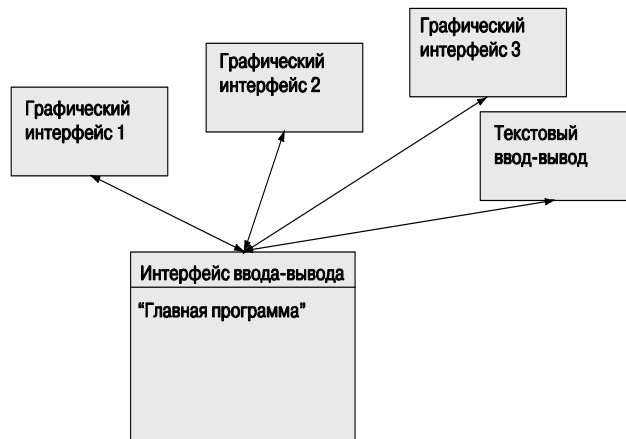 Графический
интерфейс 3
Графический
интерфейс 2
Графический
интерфейс 1
Текстовый
ввод-вывод
Интерфейс ввода-вывода
“Главная программа”